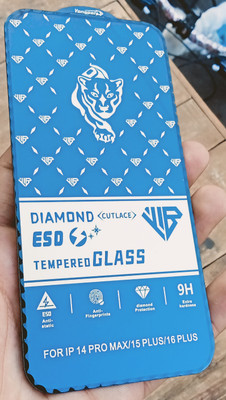 DIAMOND <CUTLACE> VIP
ESD
TEMPERED GLASS
ESD Anti-static
Anti-Fingerprints
diamond Protection
9H Extra hardness
FOR IP 14 PRO MAX/15 PLUS/16 PLUS